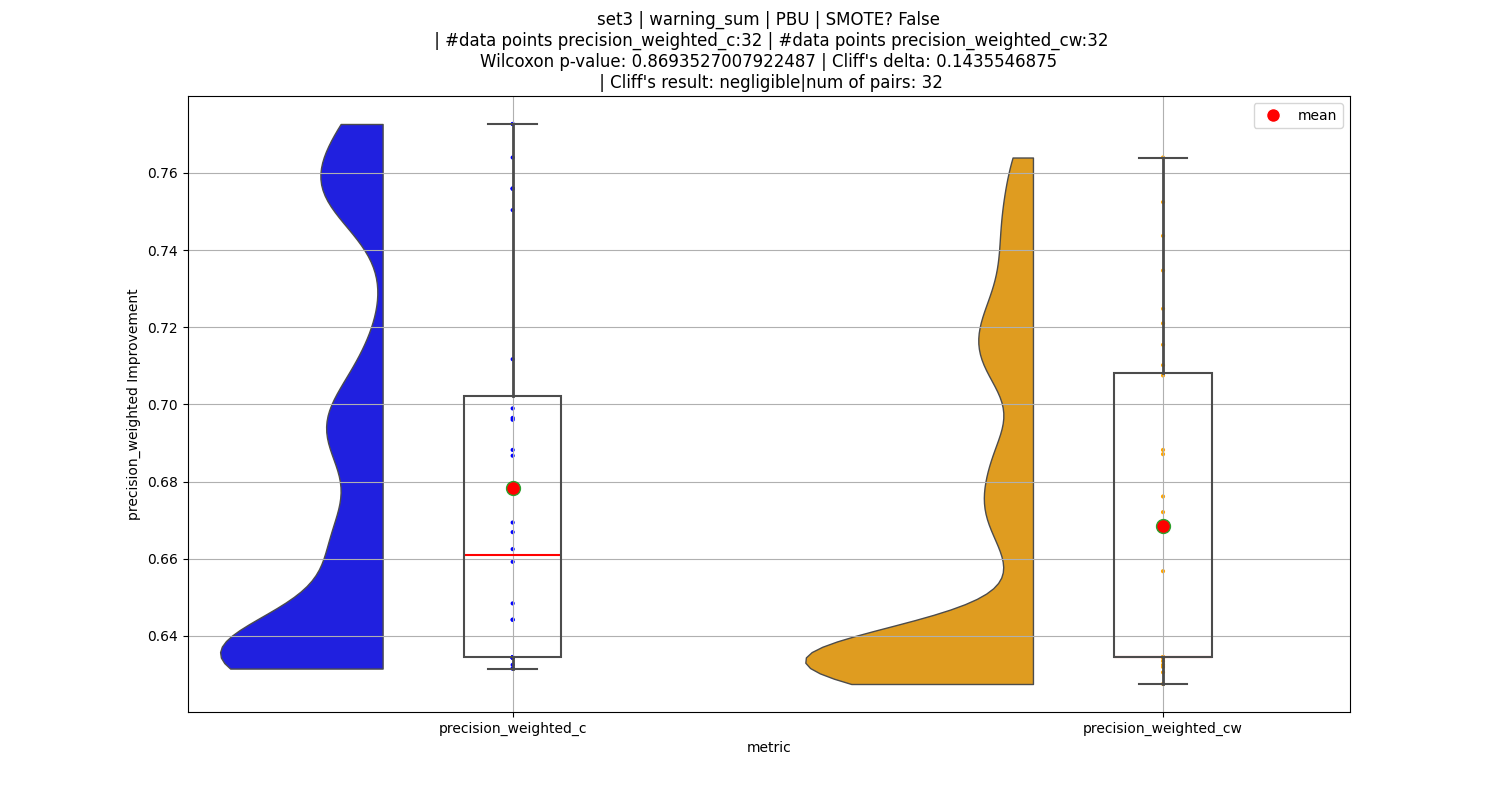 set3 | warning_sum | PBU | SMOTE? False
| #data points precision_weighted_c:32 | #data points precision_weighted_cw:32
Wilcoxon p-value: 0.8693527007922487 | Cliff's delta: 0.1435546875
| Cliff's result: negligible|num of pairs: 32
mean
0.76
0.74
0.72
0.70
0.68
0.66
0.64
precision_weighted Improvement
precision_weighted_c
precision_weighted_cw
metric